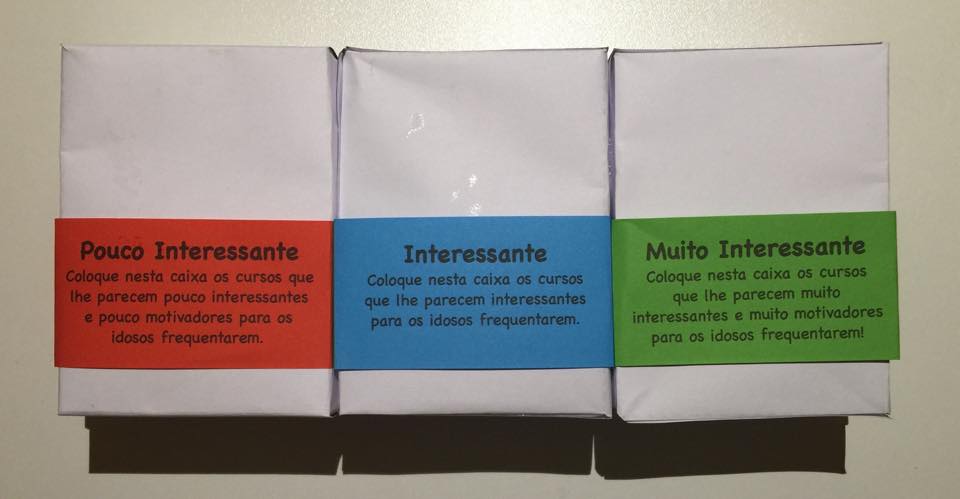 Pouco Interessante
Coloque nesta caixa os cursos que
lhe parecem pouco interessantes
e pouco motivadores para os
idosos frequentarem.
Interessante
Coloque nesta caixa os cursos
que lhe parecem interessantes
para os idosos frequentarem.
Muito Interessante
Coloque nesta caixa os cursos
que lhe parecem muito
interessantes e muito motivadores
para os idosos frequentarem!